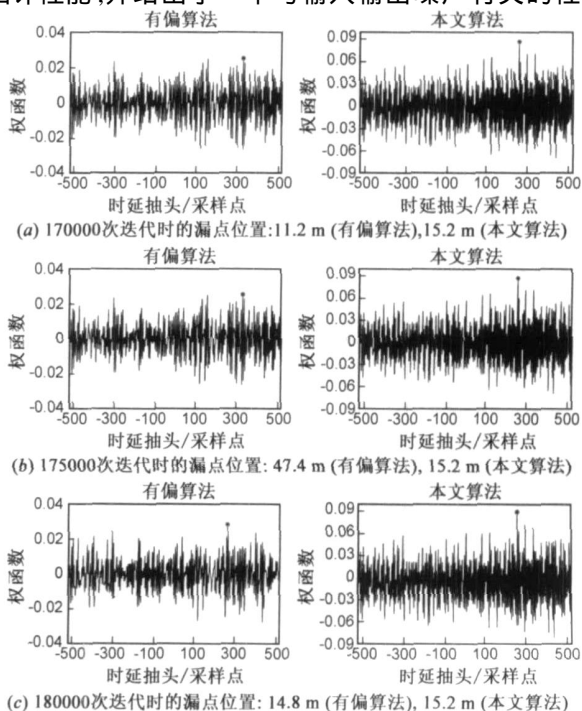 有偏算法 本文算法
0.04 0.09
0.02 0.06
0.03
0 0
-0.02 -0.03
-0.06
-0.04 -0.09
权函数 权函数
-500 -300 -100 100 300 500 -500 -300 -100 100 300 500
时延抽头/采样点 时延抽头/采样点
(a) 170000次迭代时的漏点位置:11.2 m (有偏算法),15.2 m (本文算法)
有偏算法 本文算法
0.04 0.09
0.02 0.06
0.03
0 0
-0.02 -0.03
-0.06
-0.04 -0.09
权函数 权函数
-500 -300 -100 100 300 500 -500 -300 -100 100 300 500
时延抽头/采样点 时延抽头/采样点
(b) 175000次迭代时的漏点位置: 47.4 m (有偏算法), 15.2 m (本文算法)
有偏算法 本文算法
0.04 0.09
0.02 0.06
0.03
0 0
-0.02 -0.03
-0.06
-0.04 -0.09
权函数 权函数
-500 -300 -100 100 300 500 -500 -300 -100 100 300 500
时延抽头/采样点 时延抽头/采样点
(c) 180000次迭代时的漏点位置: 14.8 m (有偏算法), 15.2 m (本文算法)